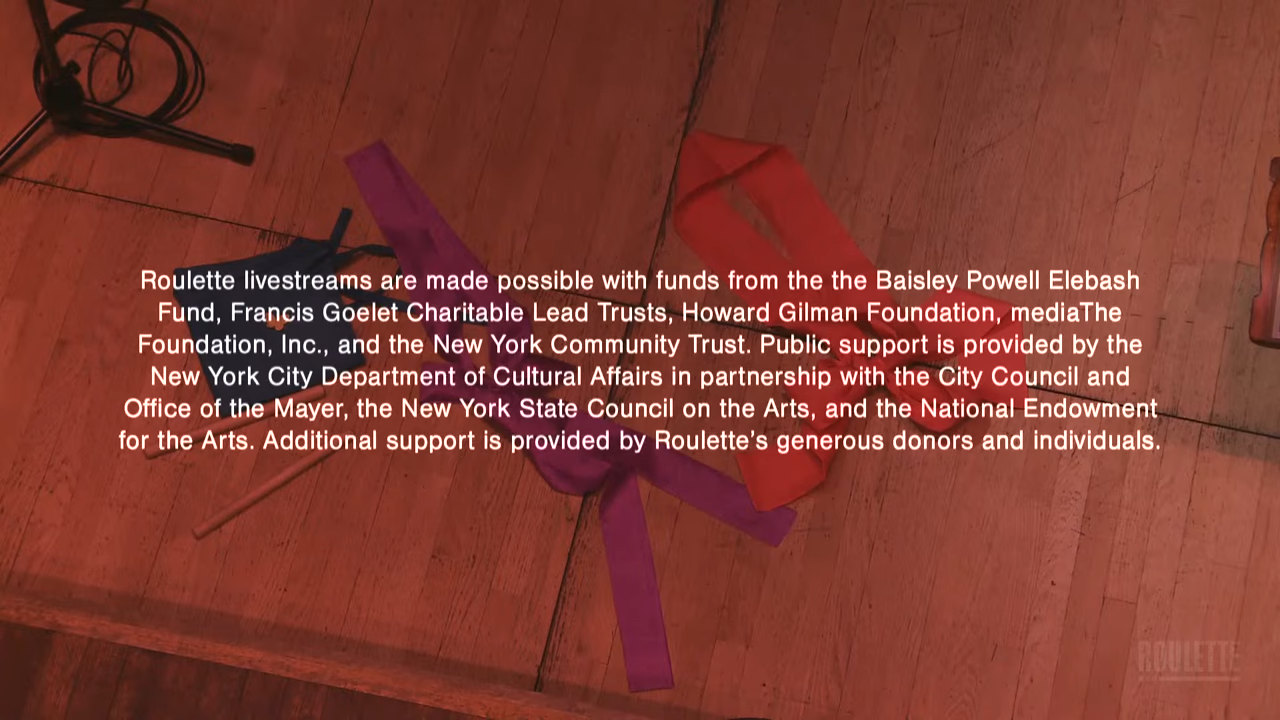 Roulette livestreams are made possible with funds from the the Baisley Powell Elebash
Fund, Francis Goelet Charitable Lead Trusts, Howard Gilman Foundation, mediaThe
Foundation, Inc., and the New York Community Trust. Public support is provided by the
New York City Department of Cultural Affairs in partnership with the City Council and
Office of the Mayer, the New York State Council on the Arts, and the National Endowment
for the Arts. Additional support is provided by Roulette’s generous donors and individuals.
ROULETTE